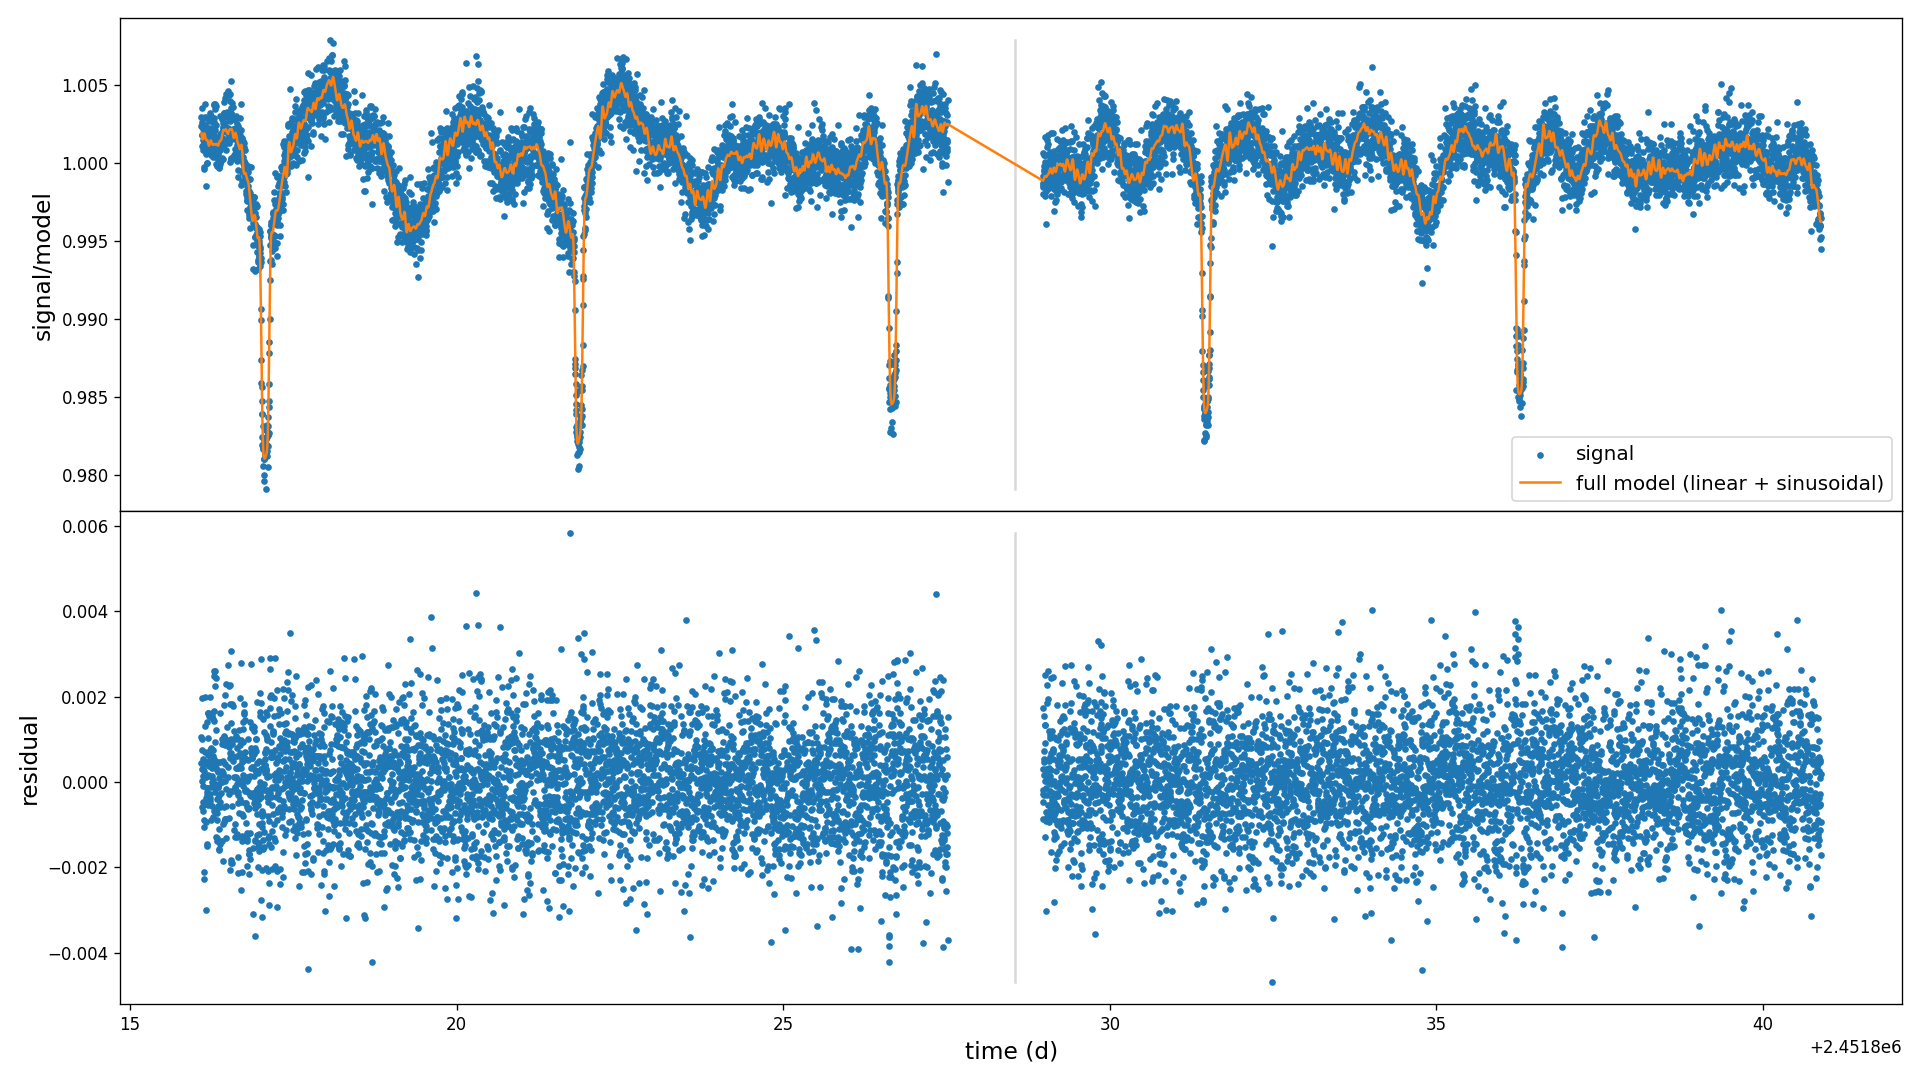 1.005
1.000
0.995
0.990
0.985
0.980
signal/model
signal
full model (linear + sinusoidal)
0.006
0.004
0.002
0.000
−0.002
−0.004
residual
15 20 25 30 35 40
time (d)
+2.4518e6